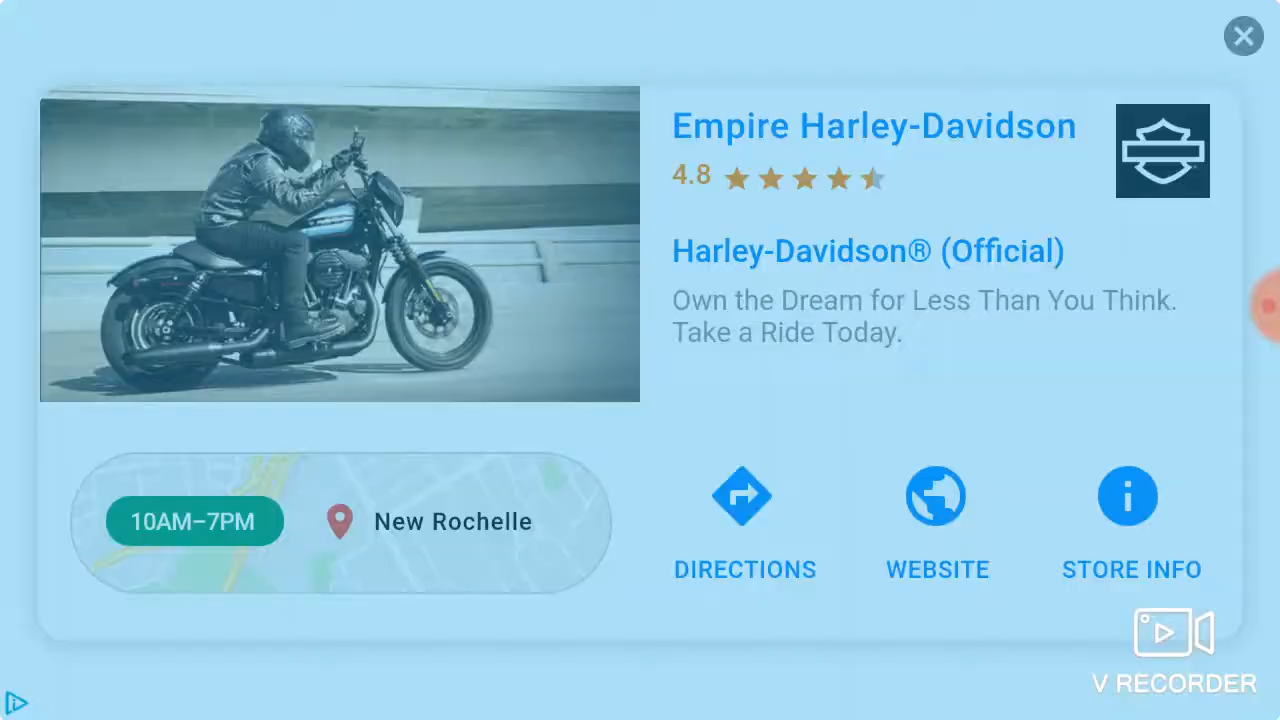 Empire Harley-Davidson
4.8
Harley-Davidson® (Official)
Own the Dream for Less Than You Think.
Take a Ride Today.
10AM–7PM
New Rochelle
DIRECTIONS
WEBSITE
STORE INFO
V RECORDER